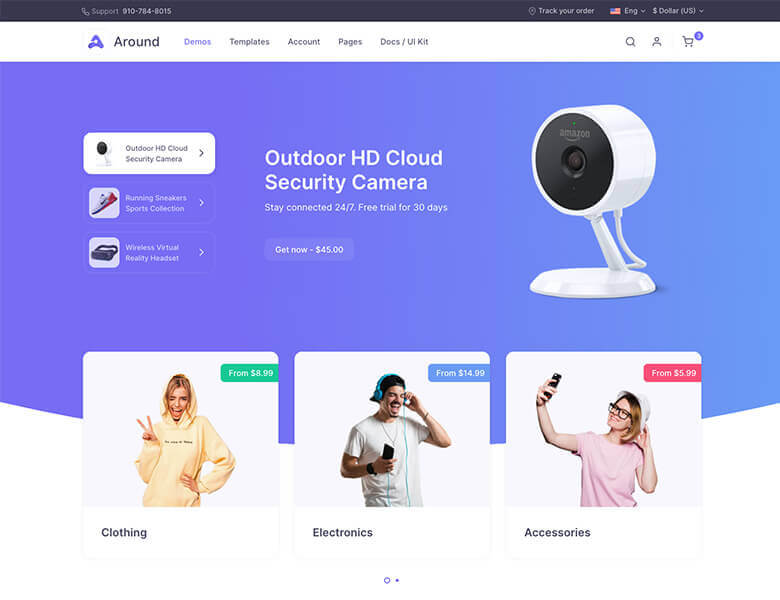 Support 910-784-8015
Track your order
Eng
$ Dollar (US)
Around
Demos
Templates
Account
Pages
Docs / UI Kit
3
Outdoor HD Cloud
Security Camera
Running Sneakers
Sports Collection
Wireless Virtual
Reality Headset
Outdoor HD Cloud
Security Camera
Stay connected 24/7. Free trial for 30 days
Get now - $45.00
amazon
From $8.99
Clothing
From $14.99
Electronics
From $5.99
Accessories